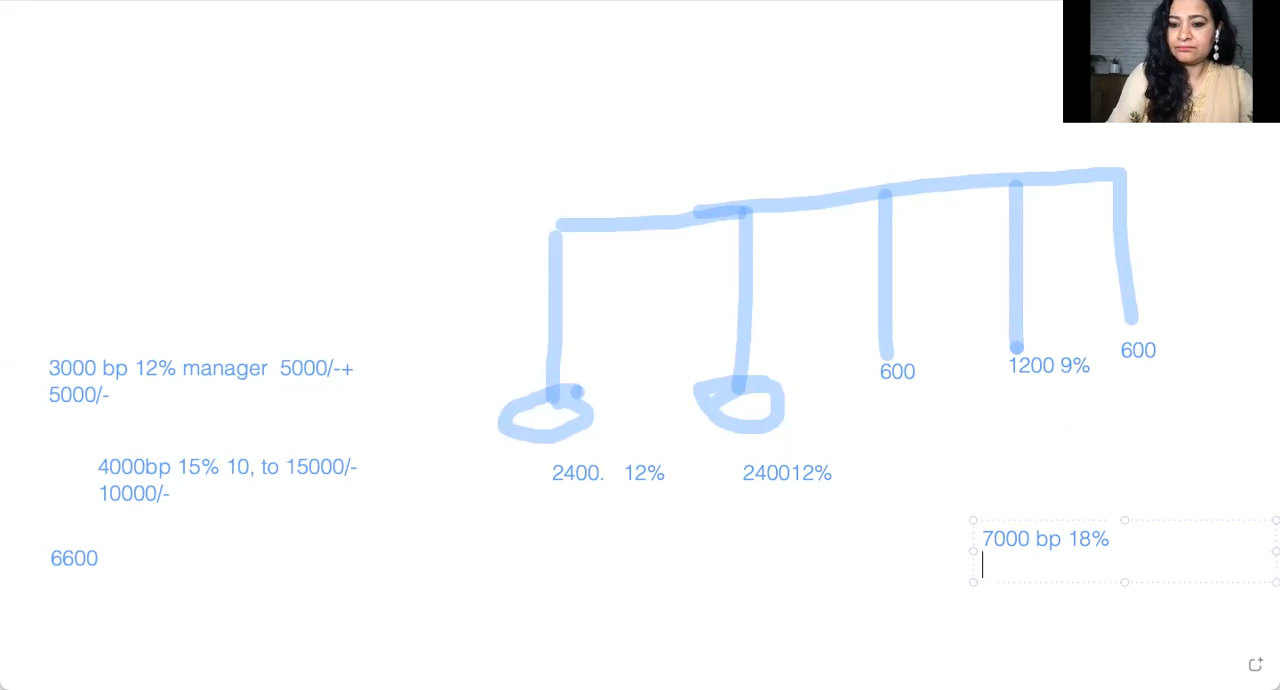 3000 bp 12% manager  5000/-+
5000/-
4000bp 15% 10, to 15000/-
10000/-
6600
2400.   12%
240012%
600
1200 9%
600
7000 bp 18%